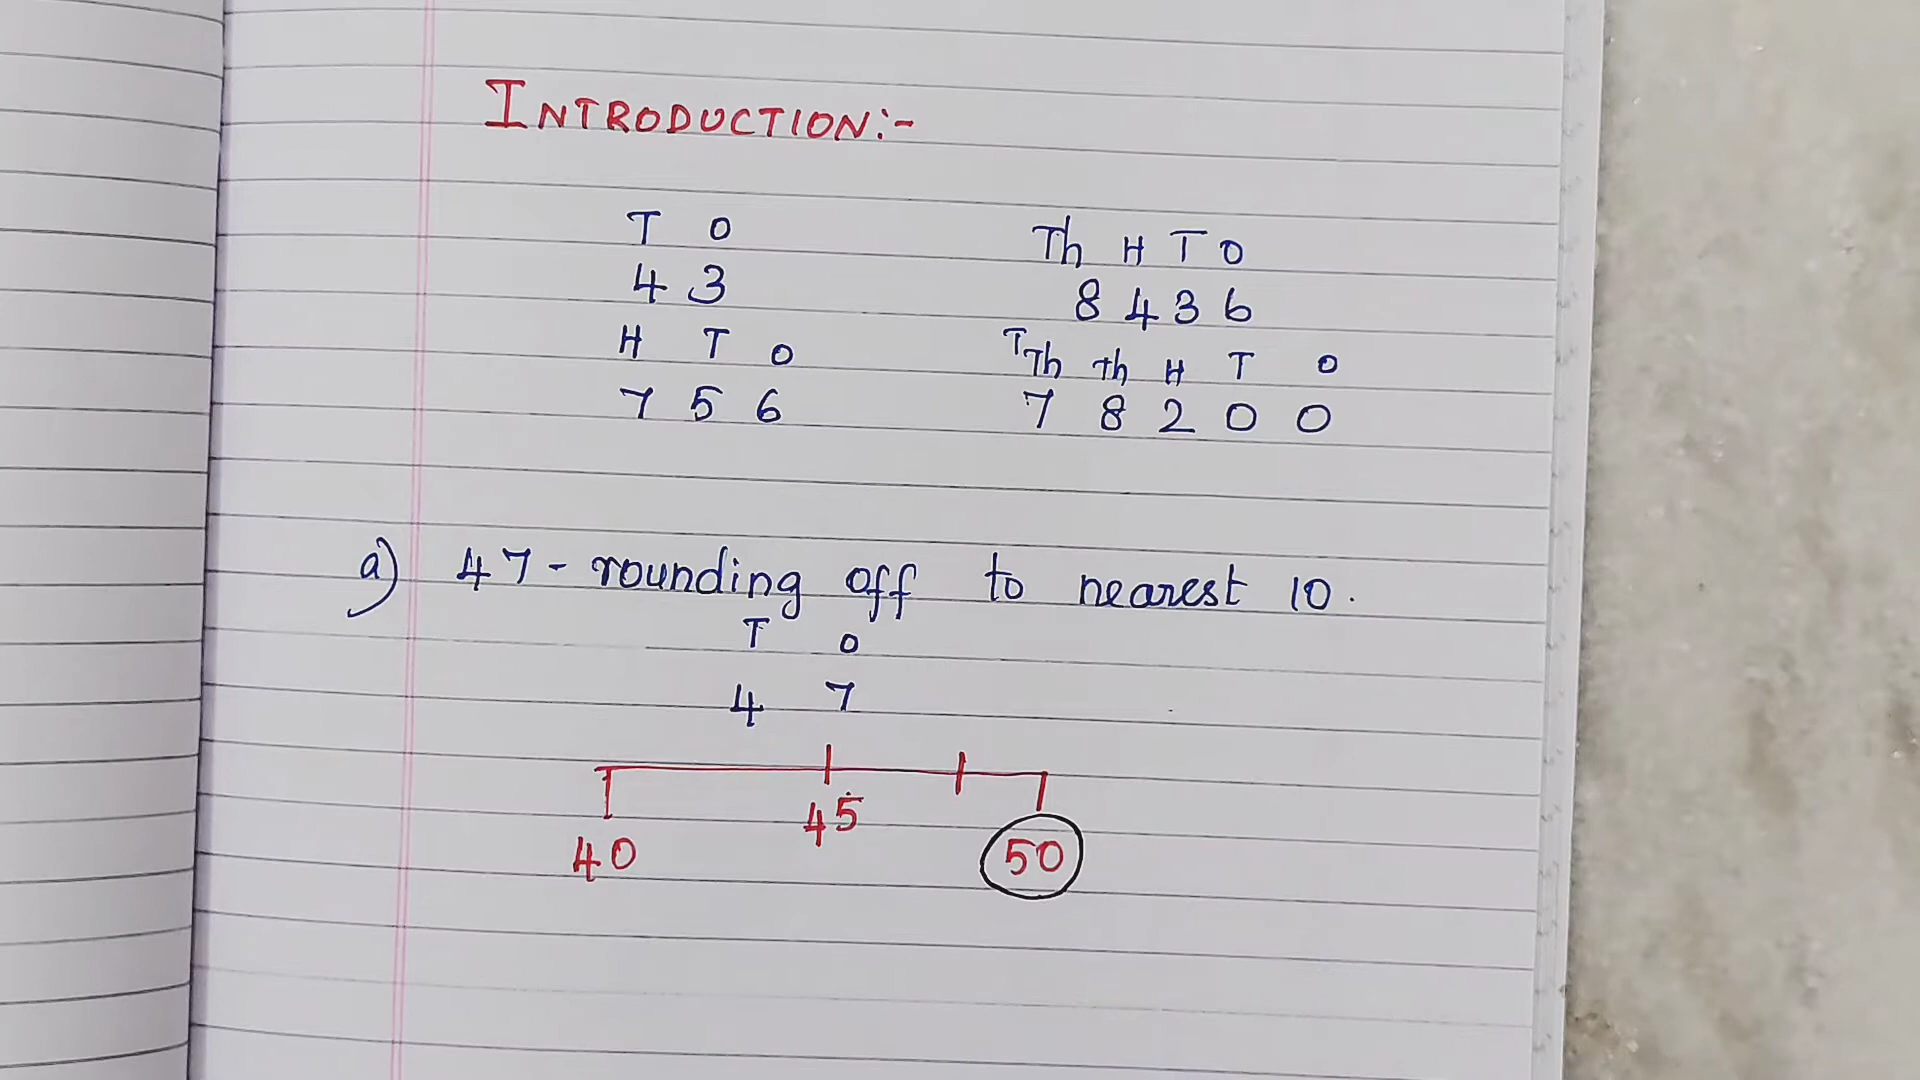 INTRODUCTION:-
T O
4 3
H T O
7 5 6
Th H T O
8 4 3 6
TTh Th H T O
7 8 2 0 0
a) 47 - rounding off to nearest 10.
T O
4 7
40 45 50